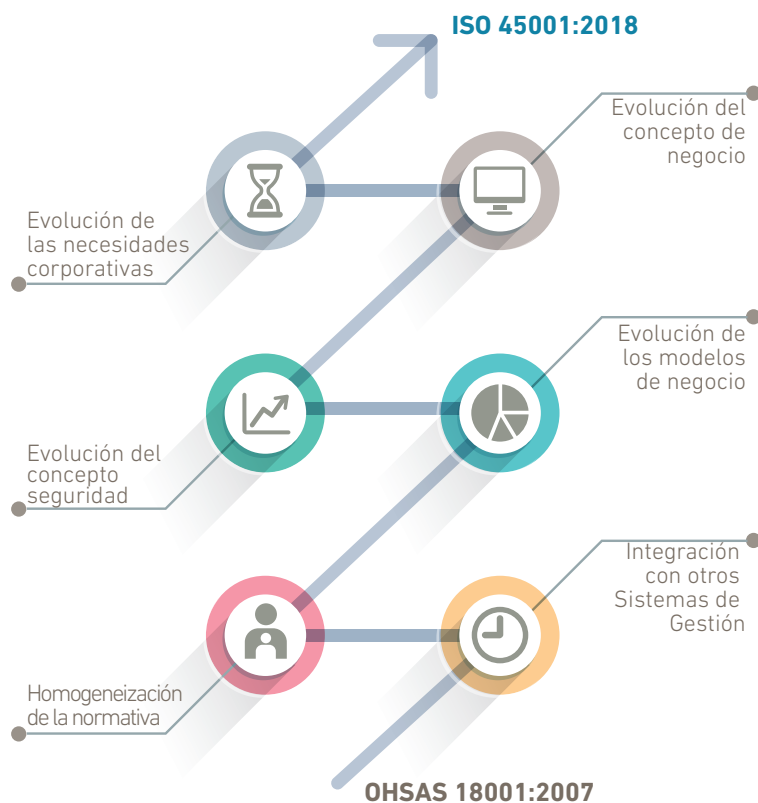 ISO 45001:2018
Evolución del
concepto de
negocio
Evolución de
las necesidades
corporativas
Evolución de
los modelos
de negocio
Evolución del
concepto
seguridad
Integración
con otros
Sistemas de
Gestión
Homogeneización
de la normativa
OHSAS 18001:2007